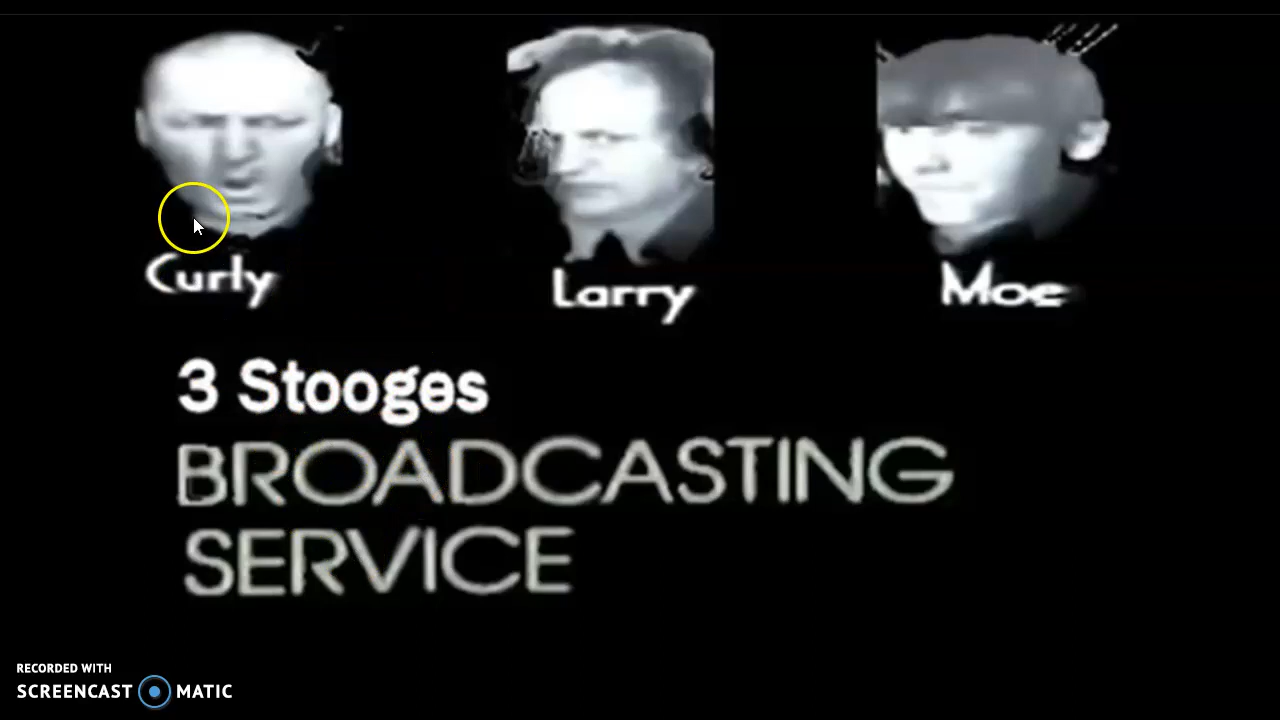 Curly Larry Moe
3 Stooges
BROADCASTING
SERVICE
RECORDED WITH
SCREENCAST MATIC